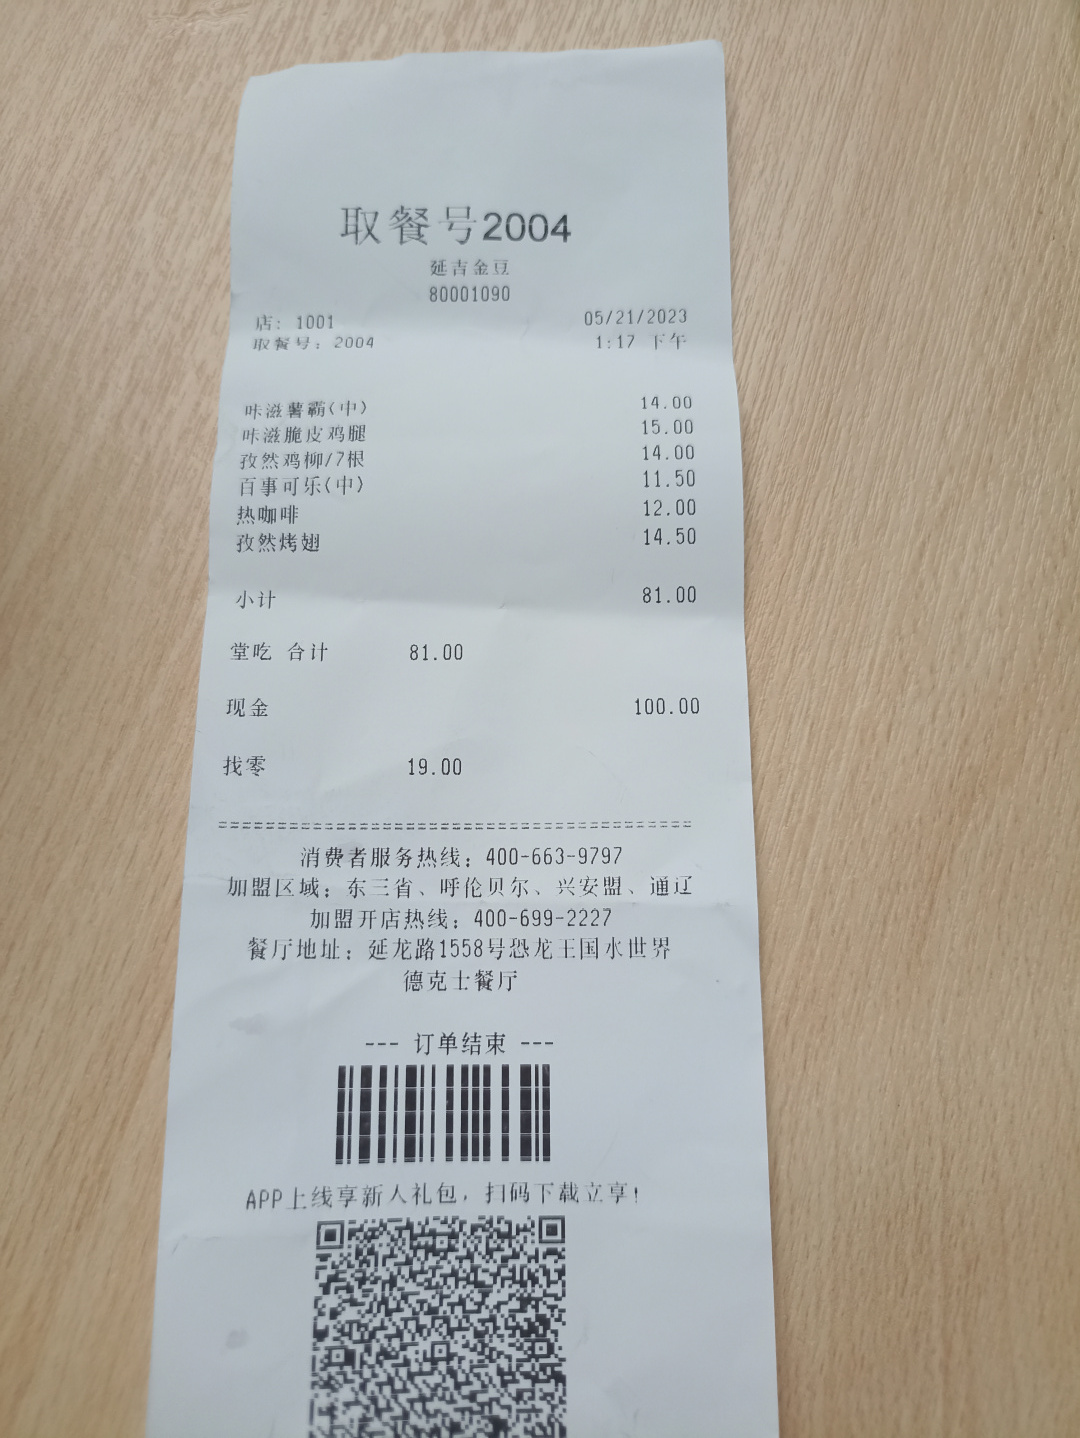 取餐号2004
延吉金豆
80001090
店: 1001 05/21/2023
取餐号: 2004 1:17 下午
咔滋薯霸(中) 14.00
咔滋脆皮鸡腿 15.00
孜然鸡柳/7根 14.00
百事可乐(中) 11.50
热咖啡 12.00
孜然烤翅 14.50
小计 81.00
堂吃 合计 81.00
现金 100.00
找零 19.00
========================================
消费者服务热线: 400-663-9797
加盟区域: 东三省、呼伦贝尔、兴安盟、通辽
加盟开店热线: 400-699-2227
餐厅地址: 延龙路1558号恐龙王国水世界
德克士餐厅
--- 订单结束 ---
APP上线享新人礼包，扫码下载立享!